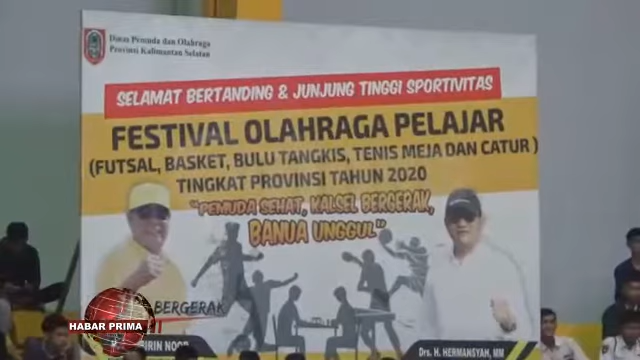 Dinas Pemuda dan Olahraga
Provinsi Kalimantan Selatan
SELAMAT BERTANDING & JUNJUNG TINGGI SPORTIVITAS
FESTIVAL OLAHRAGA PELAJAR
(FUTSAL, BASKET, BULU TANGKIS, TENIS MEJA DAN CATUR)
TINGKAT PROVINSI TAHUN 2020
"PEMUDA SEHAT, KALSEL BERGERAK,
BANUA UNGGUL"
BERGERAK
HABAR PRIMA
BIRIN NOOR
Drs. H. HERMANSYAH, MM